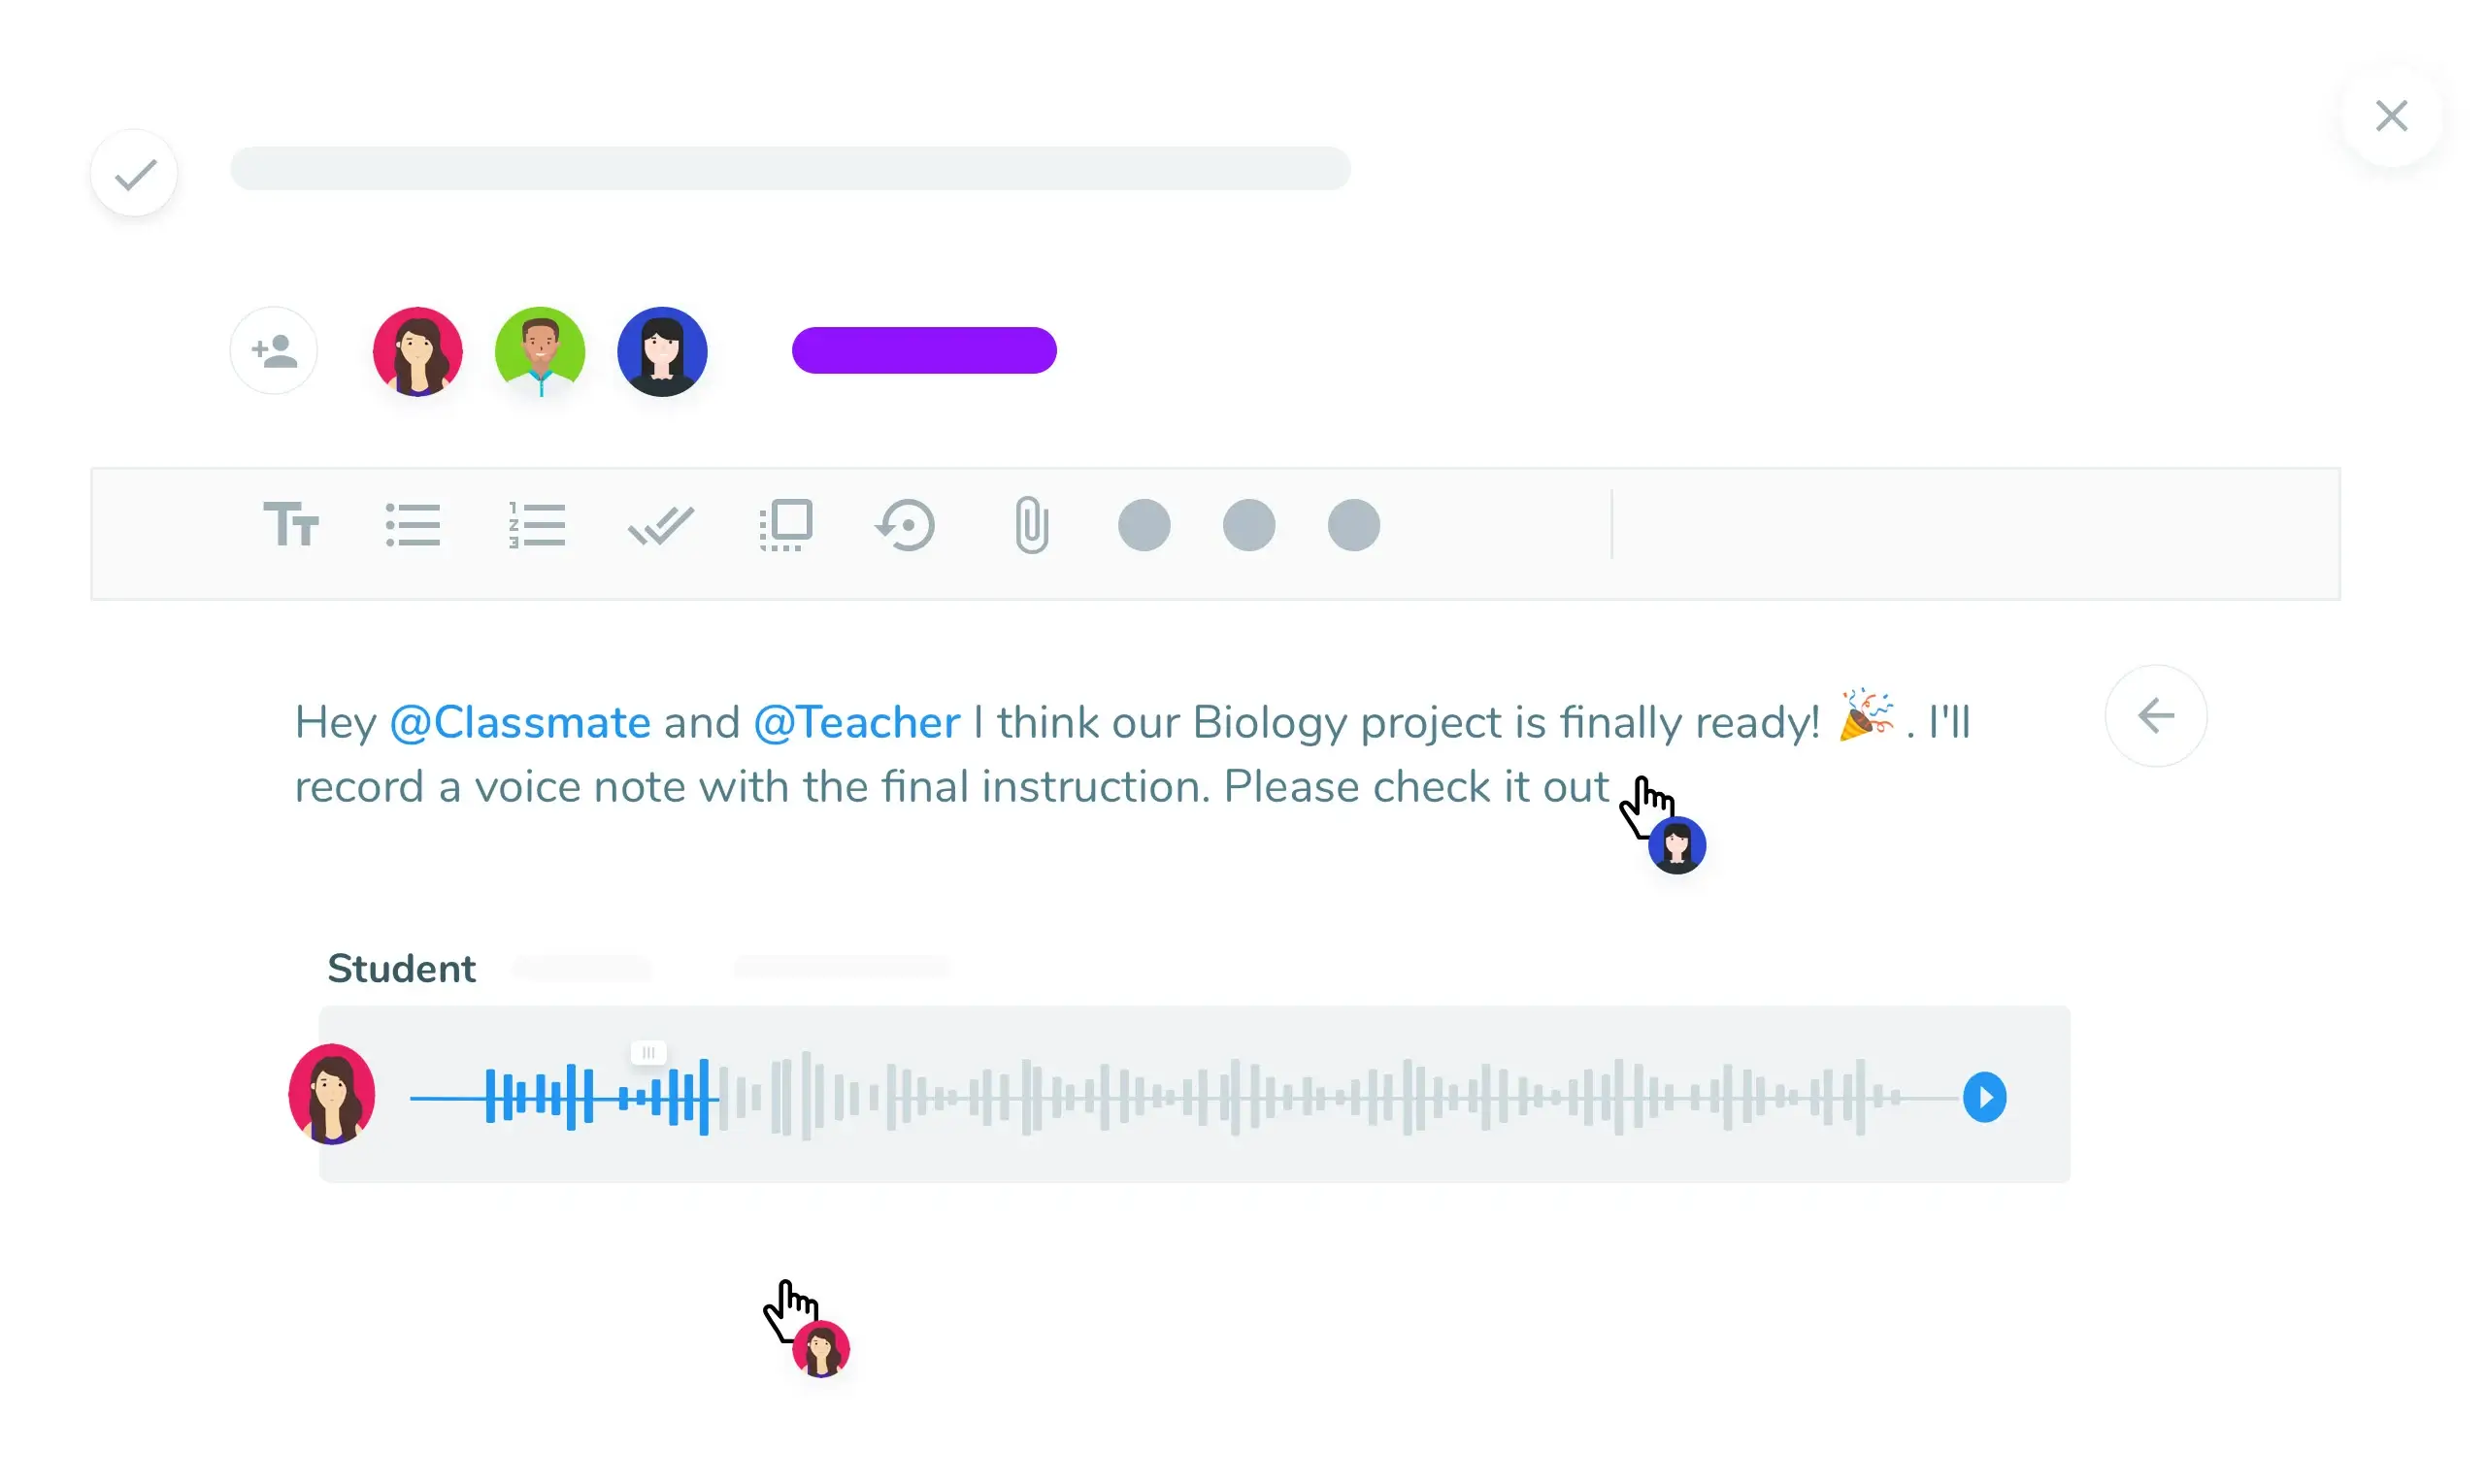 Hey @Classmate and @Teacher I think our Biology project is finally ready! 🎉 . I'll
record a voice note with the final instruction. Please check it out
Student